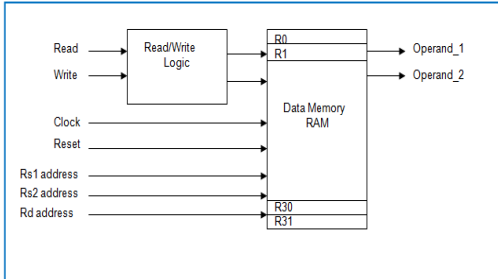 Read
Write
Read/Write
Logic
Clock
Reset
Rs1 address
Rs2 address
Rd address
R0
R1
Data Memory
RAM
R30
R31
Operand_1
Operand_2